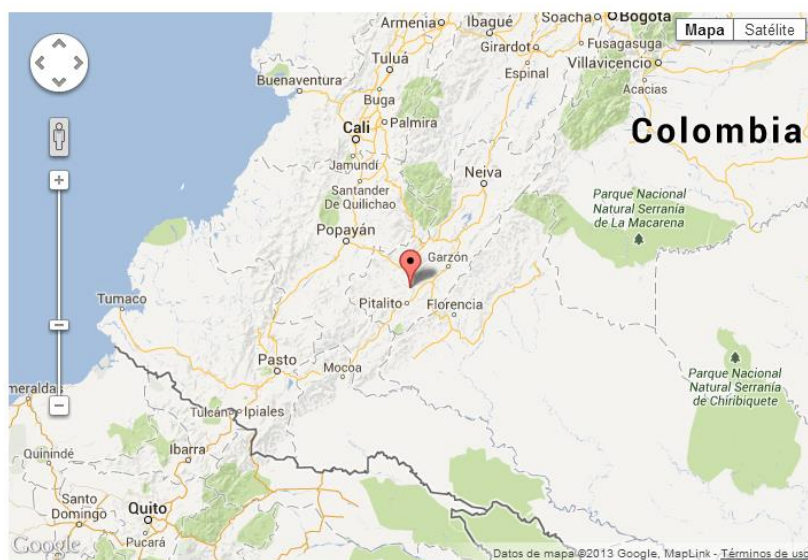 Armenia
Ibagué
Soacha
Bogotá
Mapa
Satélite
Girardot
Fusagasuga
Tuluá
Espinal
Villavicencio
Buenaventura
Acacias
Buga
Cali
Palmira
Colombia
Jamundí
Neiva
Santander
De Quilichao
Parque Nacional
Natural Serranía
de La Macarena
Popayán
Garzón
Tumaco
Pitalito
Florencia
Pasto
Mocoa
Parque Nacional
Natural Serranía
de Chiribiquete
meraldas
Tulcán
Ipiales
Quinindé
Ibarra
Santo
Domingo
Quito
Pucará
Google
Datos de mapa ©2013 Google, MapLink - Términos de uso